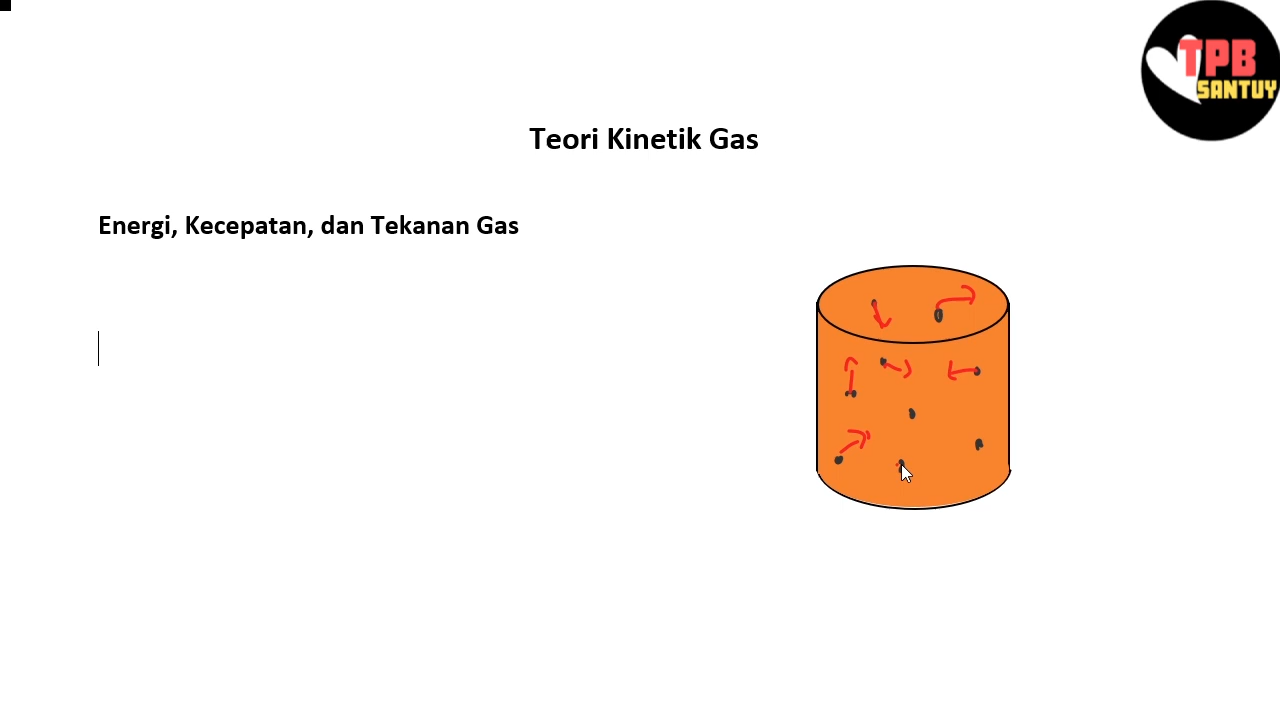 TPB
SANTUY
Teori Kinetik Gas
Energi, Kecepatan, dan Tekanan Gas